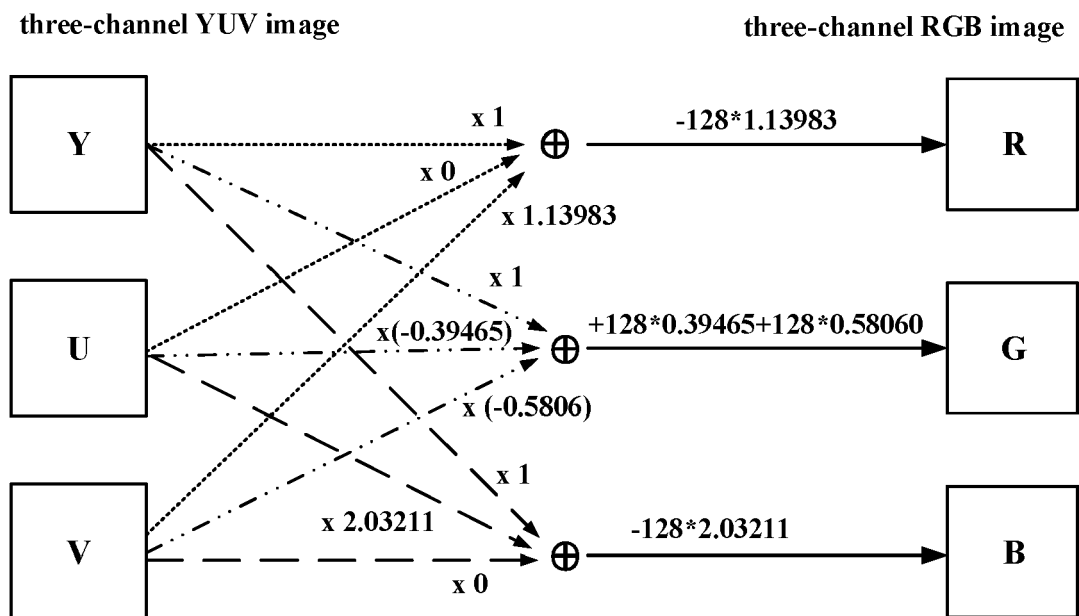 three-channel YUV image
three-channel RGB image
Y
x 1
-128*1.13983
R
x 0
x 1.13983
x 1
U
x(-0.39465)
+128*0.39465+128*0.58060
G
x (-0.5806)
x 1
V
x 2.03211
-128*2.03211
B
x 0